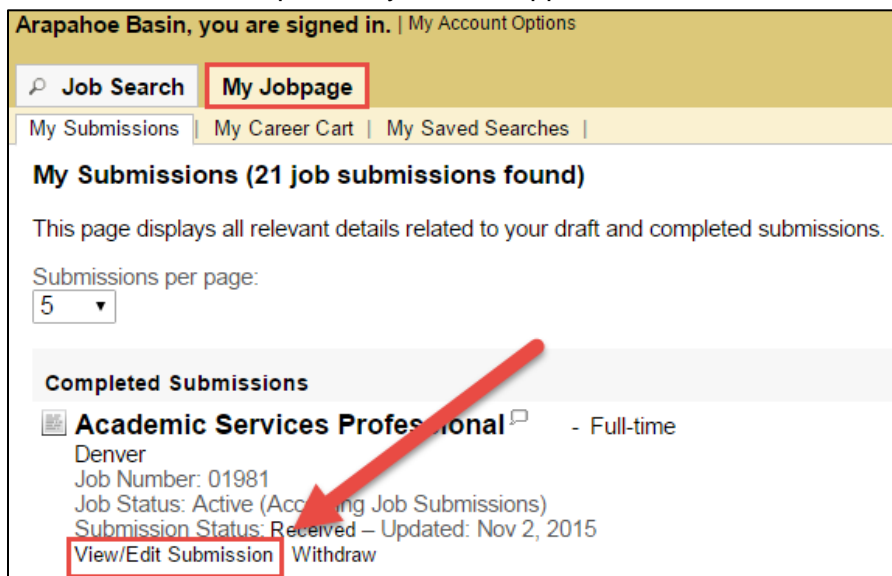 Arapahoe Basin, you are signed in. | My Account Options
Job Search My Jobpage
My Submissions | My Career Cart | My Saved Searches |
My Submissions (21 job submissions found)
This page displays all relevant details related to your draft and completed submissions.
Submissions per page:
5
Completed Submissions
Academic Services Professional - Full-time
Denver
Job Number: 01981
Job Status: Active (Accepting Job Submissions)
Submission Status: Received – Updated: Nov 2, 2015
View/Edit Submission Withdraw